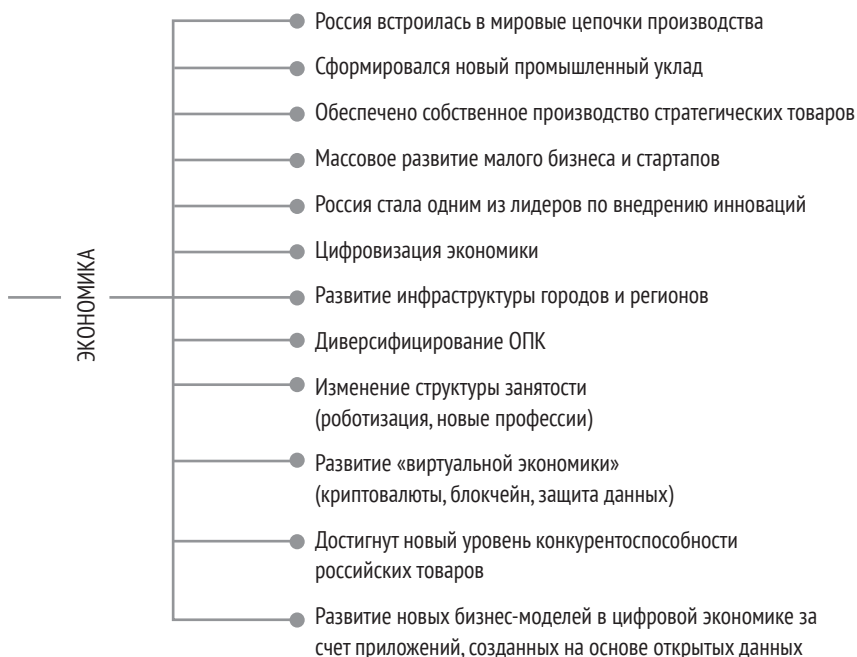 Россия встроилась в мировые цепочки производства
Сформировался новый промышленный уклад
Обеспечено собственное производство стратегических товаров
Массовое развитие малого бизнеса и стартапов
Россия стала одним из лидеров по внедрению инноваций
Цифровизация экономики
ЭКОНОМИКА
Развитие инфраструктуры городов и регионов
Диверсифицирование ОПК
Изменение структуры занятости
(роботизация, новые профессии)
Развитие «виртуальной экономики»
(криптовалюты, блокчейн, защита данных)
Достигнут новый уровень конкурентоспособности
российских товаров
Развитие новых бизнес-моделей в цифровой экономике за
счет приложений, созданных на основе открытых данных